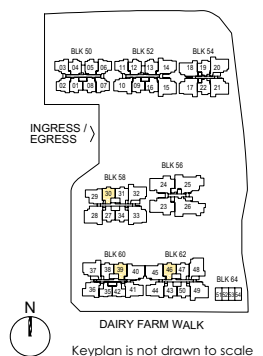 BLK 50 BLK 52 BLK 54
03 04 05 06 11 12 13 14 18 19 20
02 01 08 07 10 09 16 15 17 22 21
INGRESS /
EGRESS
BLK 58 BLK 56
24 25
29 30 31 32
23 26
28 27 34 33
BLK 60 BLK 62
BLK 64
37 38 39 40 45 46 47 48
36 35 42 41 44 43 50 49
51 52 53 54
N
DAIRY FARM WALK
Keyplan is not drawn to scale